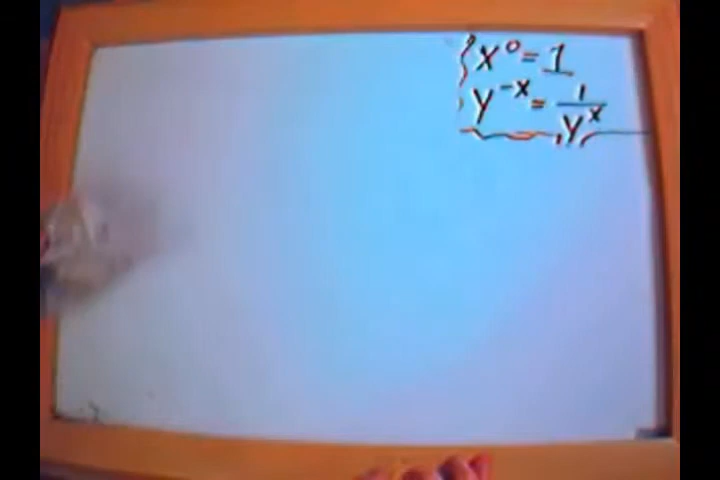 x⁰ = 1
y⁻ˣ = 1/yˣ